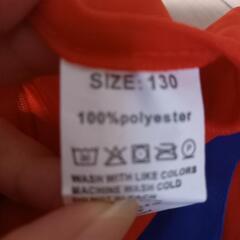 SIZE: 130
100%polyester
WASH WITH LIKE COLORS
MACHINE WASH COLD